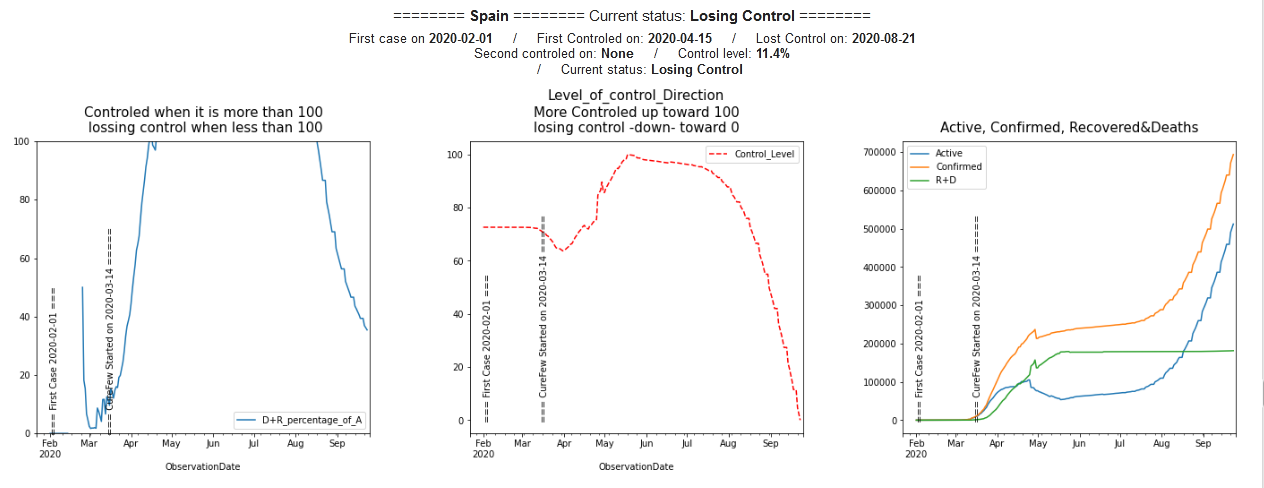 ======== Spain ======== Current status: Losing Control ========
First case on 2020-02-01 / First Controled on: 2020-04-15 / Lost Control on: 2020-08-21
Second controled on: None / Control level: 11.4%
/ Current status: Losing Control
Controled when it is more than 100
lossing control when less than 100
100
80
60
40
20
0
=== First Case 2020-02-01 ===
=== CureFew Started on 2020-03-14 =====
D+R_percentage_of_A
Feb Mar Apr May Jun Jul Aug Sep
2020
ObservationDate
Level_of_control_Direction
More Controled up toward 100
losing control -down- toward 0
100
80
60
40
20
0
=== First Case 2020-02-01 ===
=== CureFew Started on 2020-03-14 =====
Control_Level
Feb Mar Apr May Jun Jul Aug Sep
2020
ObservationDate
Active, Confirmed, Recovered&Deaths
700000
600000
500000
400000
300000
200000
100000
0
Active
Confirmed
R+D
=== First Case 2020-02-01 ===
=== CureFew Started on 2020-03-14 =====
Feb Mar Apr May Jun Jul Aug Sep
2020